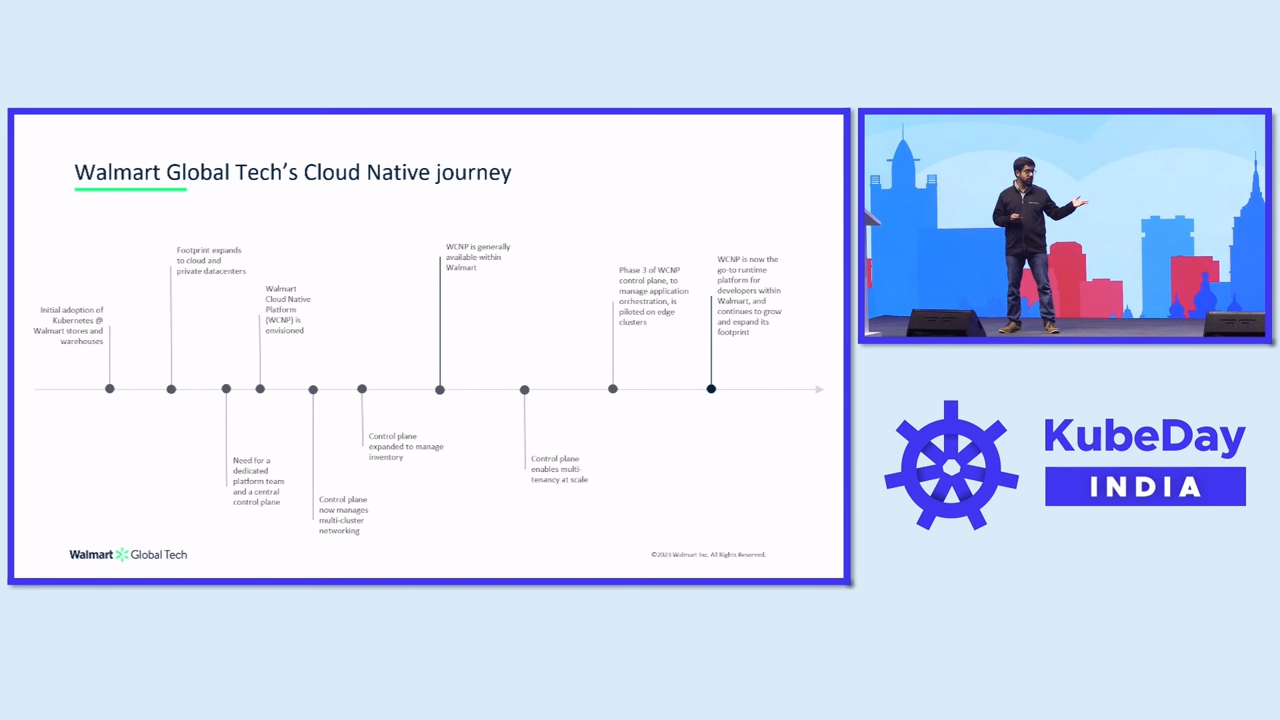 Walmart Global Tech's Cloud Native journey
Initial adoption of
Kubernetes @
Walmart stores and
warehouses
Footprint expands
to cloud and
private datacenters
Need for a
dedicated
platform team
and a central
control plane
Walmart
Cloud Native
Platform
(WCNP) is
envisioned
Control plane
now manages
multi-cluster
networking
Control plane
expanded to manage
inventory
WCNP is generally
available within
Walmart
Control plane
enables multi-
tenancy at scale
Phase 3 of WCNP
control plane, to
manage application
orchestration, is
piloted on edge
clusters
WCNP is now the
go-to runtime
platform for
developers within
Walmart, and
continues to grow
and expand its
footprint
Walmart Global Tech
©2023 Walmart Inc. All Rights Reserved.
KubeDay
INDIA